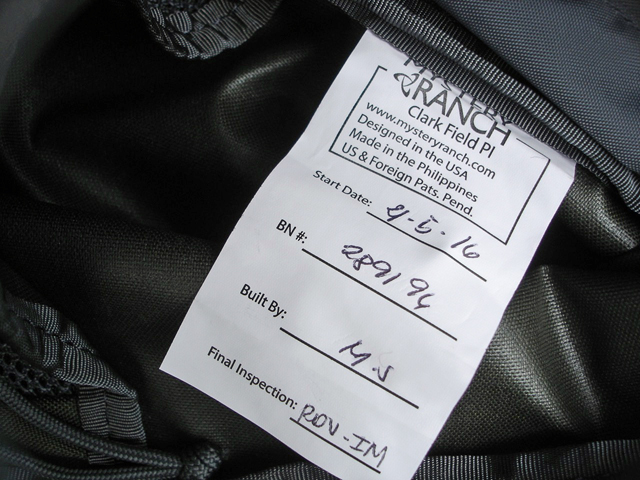 MYSTERY
RANCH
Clark Field PI
www.mysteryranch.com
Designed in the USA
Made in the Philippines
US & Foreign Pats. Pend.
Start Date:
BN #: 289194
Built By: M.S
Final Inspection: ROV-IM